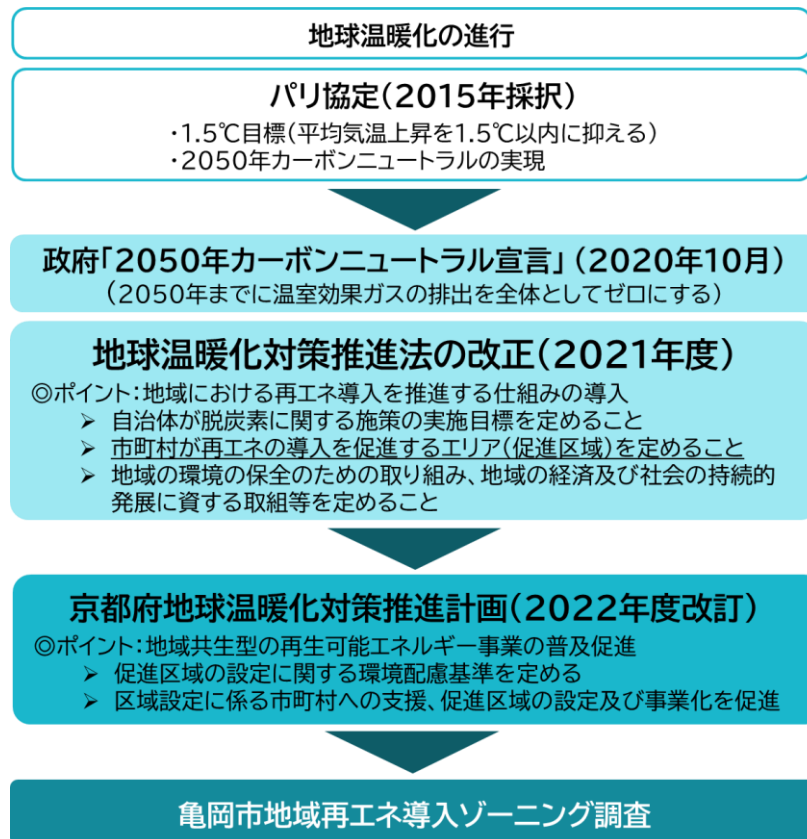 地球温暖化の進行
パリ協定(2015年採択)
・1.5℃目標(平均気温上昇を1.5℃以内に抑える)
・2050年カーボンニュートラルの実現
政府「2050年カーボンニュートラル宣言」(2020年10月)
(2050年までに温室効果ガスの排出を全体としてゼロにする)
地球温暖化対策推進法の改正(2021年度)
◎ポイント:地域における再エネ導入を推進する仕組みの導入
➢ 自治体が脱炭素に関する施策の実施目標を定めること
➢ 市町村が再エネの導入を促進するエリア(促進区域)を定めること
➢ 地域の環境の保全のための取り組み、地域の経済及び社会の持続的
発展に資する取組等を定めること
京都府地球温暖化対策推進計画(2022年度改訂)
◎ポイント:地域共生型の再生可能エネルギー事業の普及促進
➢ 促進区域の設定に関する環境配慮基準を定める
➢ 区域設定に係る市町村への支援、促進区域の設定及び事業化を促進
亀岡市地域再エネ導入ゾーニング調査